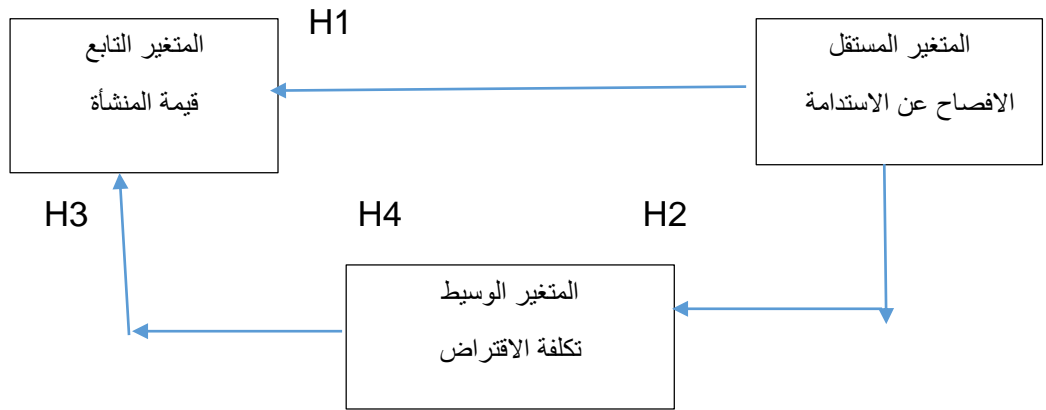 H1
المتغير المستقل
الافصاح عن الاستدامة
المتغير التابع
قيمة المنشأة
H2
H4
H3
المتغير الوسيط
تكلفة الاقتراض